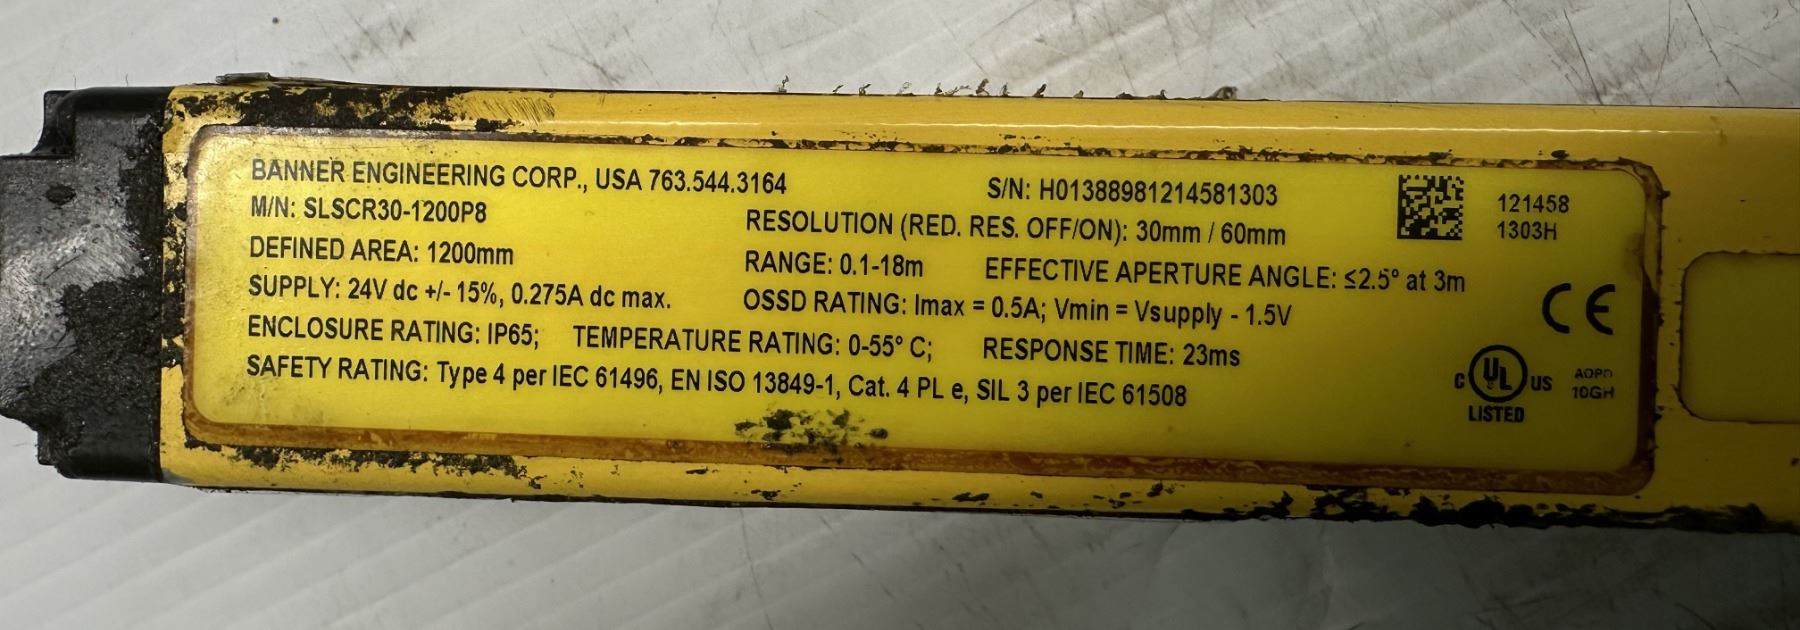 BANNER ENGINEERING CORP., USA 763.544.3164
S/N: H01388981214581303
121458
1303H
M/N: SLSCR30-1200P8
RESOLUTION (RED. RES. OFF/ON): 30mm / 60mm
DEFINED AREA: 1200mm
RANGE: 0.1-18m
EFFECTIVE APERTURE ANGLE: ≤2.5° at 3m
SUPPLY: 24V dc +/- 15%, 0.275A dc max.
OSSD RATING: Imax = 0.5A; Vmin = Vsupply - 1.5V
CE
ENCLOSURE RATING: IP65;
TEMPERATURE RATING: 0-55° C;
RESPONSE TIME: 23ms
SAFETY RATING: Type 4 per IEC 61496, EN ISO 13849-1, Cat. 4 PL e, SIL 3 per IEC 61508
C UL US
LISTED
AOPD
10GH